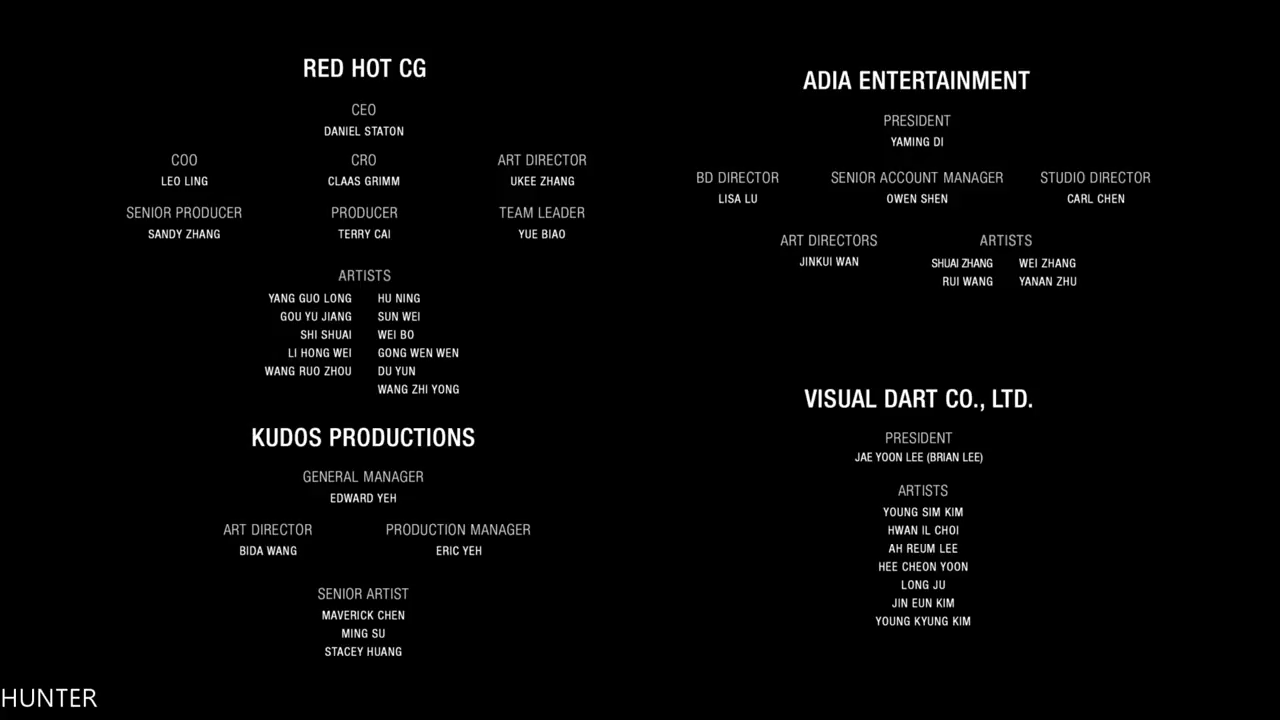 RED HOT CG
CEO
DANIEL STATON
COO CRO ART DIRECTOR
LEO LING CLAAS GRIMM UKEE ZHANG
SENIOR PRODUCER PRODUCER TEAM LEADER
SANDY ZHANG TERRY CAI YUE BIAO
ARTISTS
YANG GUO LONG HU NING
GOU YU JIANG SUN WEI
SHI SHUAI WEI BO
LI HONG WEI GONG WEN WEN
WANG RUO ZHOU DU YUN
WANG ZHI YONG
KUDOS PRODUCTIONS
GENERAL MANAGER
EDWARD YEH
ART DIRECTOR PRODUCTION MANAGER
BIDA WANG ERIC YEH
SENIOR ARTIST
MAVERICK CHEN
MING SU
STACEY HUANG
ADIA ENTERTAINMENT
PRESIDENT
YAMING DI
BD DIRECTOR SENIOR ACCOUNT MANAGER STUDIO DIRECTOR
LISA LU OWEN SHEN CARL CHEN
ART DIRECTORS ARTISTS
JINKUI WAN SHUAI ZHANG WEI ZHANG
RUI WANG YANAN ZHU
VISUAL DART CO., LTD.
PRESIDENT
JAE YOON LEE (BRIAN LEE)
ARTISTS
YOUNG SIM KIM
HWAN IL CHOI
AH REUM LEE
HEE CHEON YOON
LONG JU
JIN EUN KIM
YOUNG KYUNG KIM
HUNTER